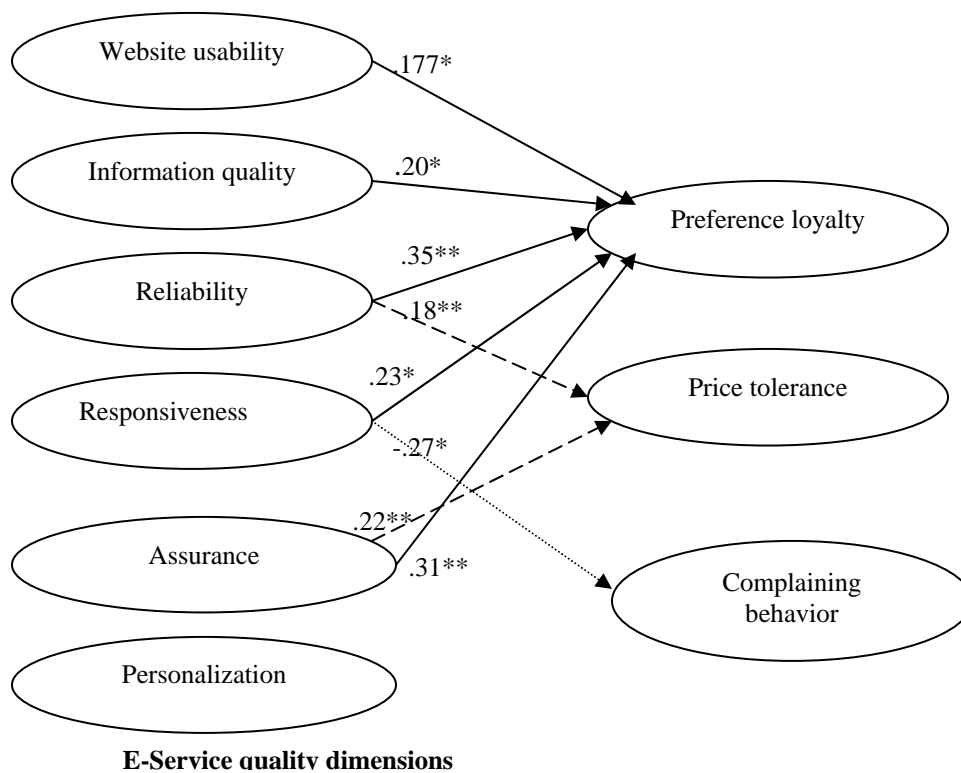 Website usability
.177*
Information quality
.20*
Preference loyalty
Reliability
.35**
.18**
Responsiveness
.23*
Price tolerance
-.27*
Assurance
.22**
.31**
Complaining
behavior
Personalization
E-Service quality dimensions